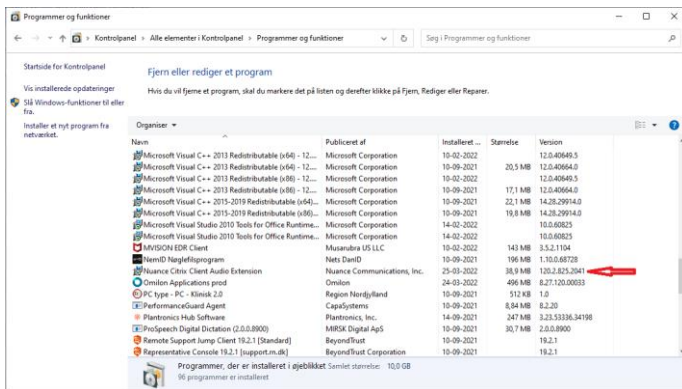 Programmer og funktioner
Kontrolpanel > Alle elementer i Kontrolpanel > Programmer og funktioner
Søg i Programmer og funktioner
Startside for Kontrolpanel
Vis installerede opdateringer
Slå Windows-funktioner til eller fra.
Installer et nyt program fra netværket.
Fjern eller rediger et program
Hvis du vil fjerne et program, skal du markere det på listen og derefter klikke på Fjern, Rediger eller Reparer.
Organiser
Navn Publiceret af Installeret ... Størrelse Version
Microsoft Visual C++ 2013 Redistributable (x64) - 12.... Microsoft Corporation 10-02-2022 12.0.40649.5
Microsoft Visual C++ 2013 Redistributable (x64) - 12.... Microsoft Corporation 10-09-2021 20,5 MB 12.0.40664.0
Microsoft Visual C++ 2013 Redistributable (x86) - 12.... Microsoft Corporation 10-02-2022 12.0.40649.5
Microsoft Visual C++ 2013 Redistributable (x86) - 12.... Microsoft Corporation 10-09-2021 17,1 MB 12.0.40664.0
Microsoft Visual C++ 2015-2019 Redistributable (x64)... Microsoft Corporation 10-09-2021 22,1 MB 14.28.29914.0
Microsoft Visual C++ 2015-2019 Redistributable (x86)... Microsoft Corporation 10-09-2021 19,8 MB 14.28.29914.0
Microsoft Visual Studio 2010 Tools for Office Runtime... Microsoft Corporation 14-02-2022 10.0.60825
Microsoft Visual Studio 2010 Tools for Office Runtime... Microsoft Corporation 14-02-2022 10.0.60825
MVISION EDR Client Musarubra US LLC 10-02-2022 143 MB 3.5.2.1104
NemID Nøglefilsprogram Nets DanID 10-09-2021 196 MB 1.10.0.68728
Nuance Citrix Client Audio Extension Nuance Communications, Inc. 25-03-2022 38,9 MB 120.2.825.2041
Omilon Applications prod Omilon 24-03-2022 496 MB 8.27.120.00033
PC type - PC - Klinisk 2.0 Region Nordjylland 10-09-2021 512 KB 1.0
PerformanceGuard Agent CapaSystems 10-09-2021 8,84 MB 8.2.20
Plantronics Hub Software Plantronics, Inc. 14-09-2021 247 MB 3.23.53336.34198
ProSpeech Digital Dictation (2.0.0.8900) MIRSK Digital ApS 10-09-2021 30,7 MB 2.0.0.8900
Remote Support Jump Client 19.2.1 [Standard] BeyondTrust 10-09-2021 19.2.1
Representative Console 19.2.1 [support.rn.dk] BeyondTrust Corporation 10-09-2021 19.2.1
Programmer, der er installeret i øjeblikket Samlet størrelse: 10,0 GB
96 programmer er installeret